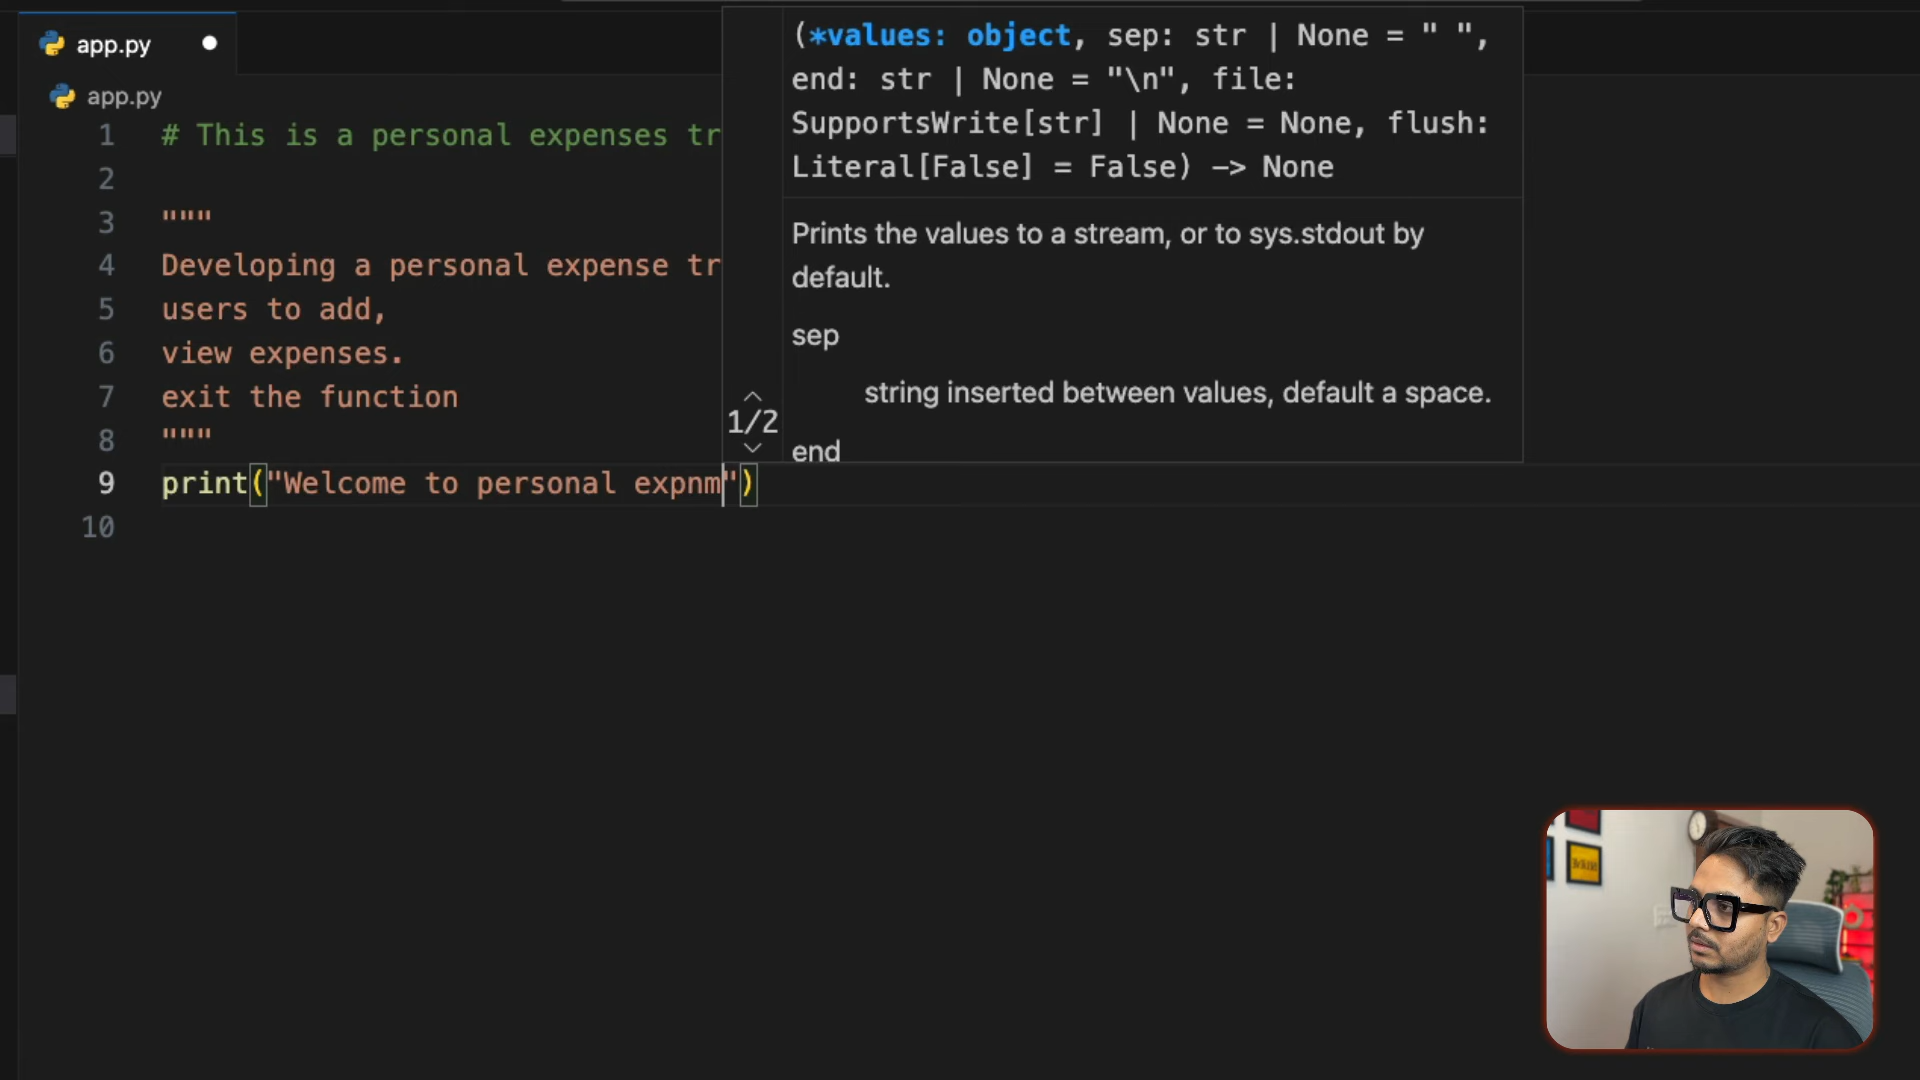 app.py
app.py
1 # This is a personal expenses tr
2
3 """
4 Developing a personal expense tr
5 users to add,
6 view expenses.
7 exit the function
8 """
9 print("Welcome to personal expnm")
10
(*values: object, sep: str | None = " ",
end: str | None = "\n", file:
SupportsWrite[str] | None = None, flush:
Literal[False] = False) -> None
Prints the values to a stream, or to sys.stdout by
default.
sep
string inserted between values, default a space.
1/2
end